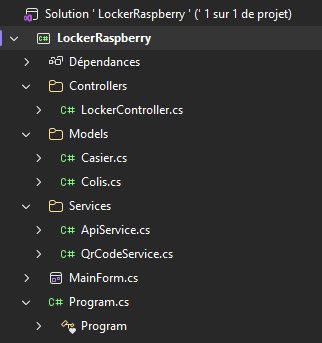 Solution ' LockerRaspberry ' (' 1 sur 1 de projet)
LockerRaspberry
Dépendances
Controllers
C# LockerController.cs
Models
C# Casier.cs
C# Colis.cs
Services
C# ApiService.cs
C# QrCodeService.cs
MainForm.cs
C# Program.cs
Program